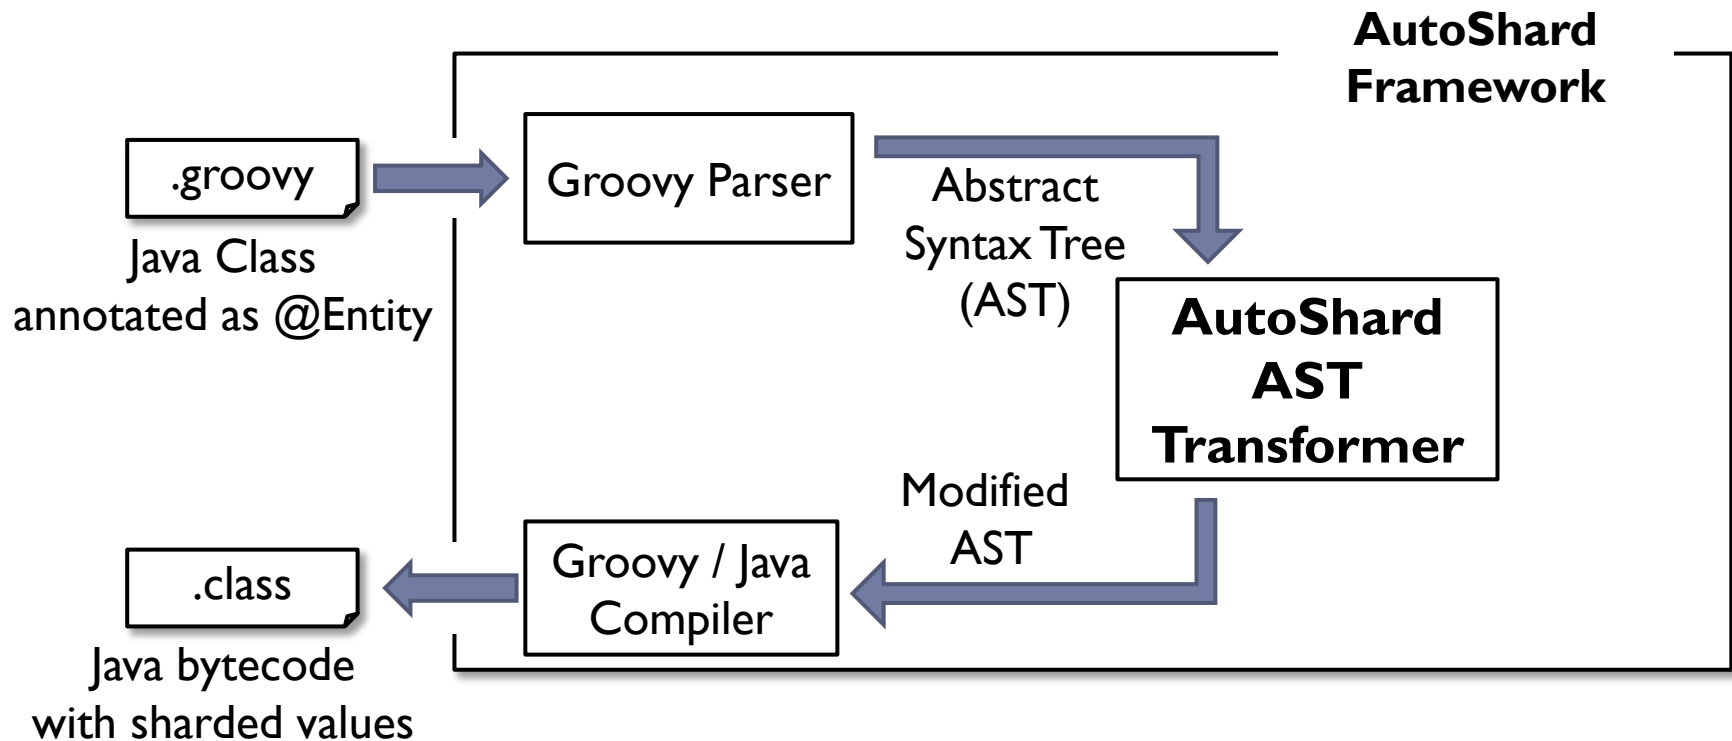 AutoShard
Framework
.groovy
Java Class
annotated as @Entity
Groovy Parser
Abstract
Syntax Tree
(AST)
AutoShard
AST
Transformer
Modified
AST
Groovy / Java
Compiler
.class
Java bytecode
with sharded values